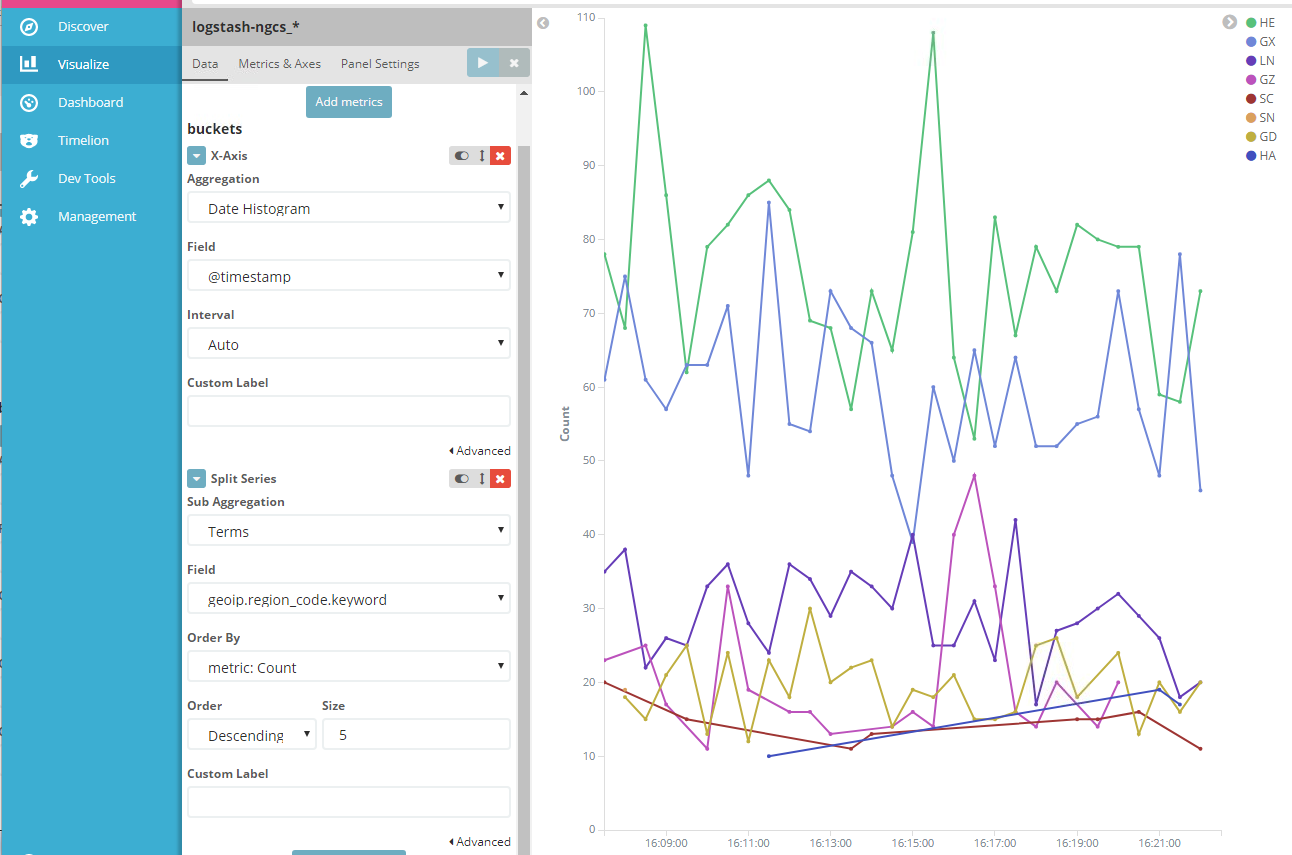 Discover
Visualize
Dashboard
Timelion
Dev Tools
Management
logstash-ngcs_*
Data Metrics & Axes Panel Settings
Add metrics
buckets
X-Axis
Aggregation
Date Histogram
Field
@timestamp
Interval
Auto
Custom Label
Advanced
Split Series
Sub Aggregation
Terms
Field
geoip.region_code.keyword
Order By
metric: Count
Order Size
Descending 5
Custom Label
Advanced
Count
110
100
90
80
70
60
50
40
30
20
10
0
16:09:00 16:11:00 16:13:00 16:15:00 16:17:00 16:19:00 16:21:00
HE
GX
LN
GZ
SC
SN
GD
HA